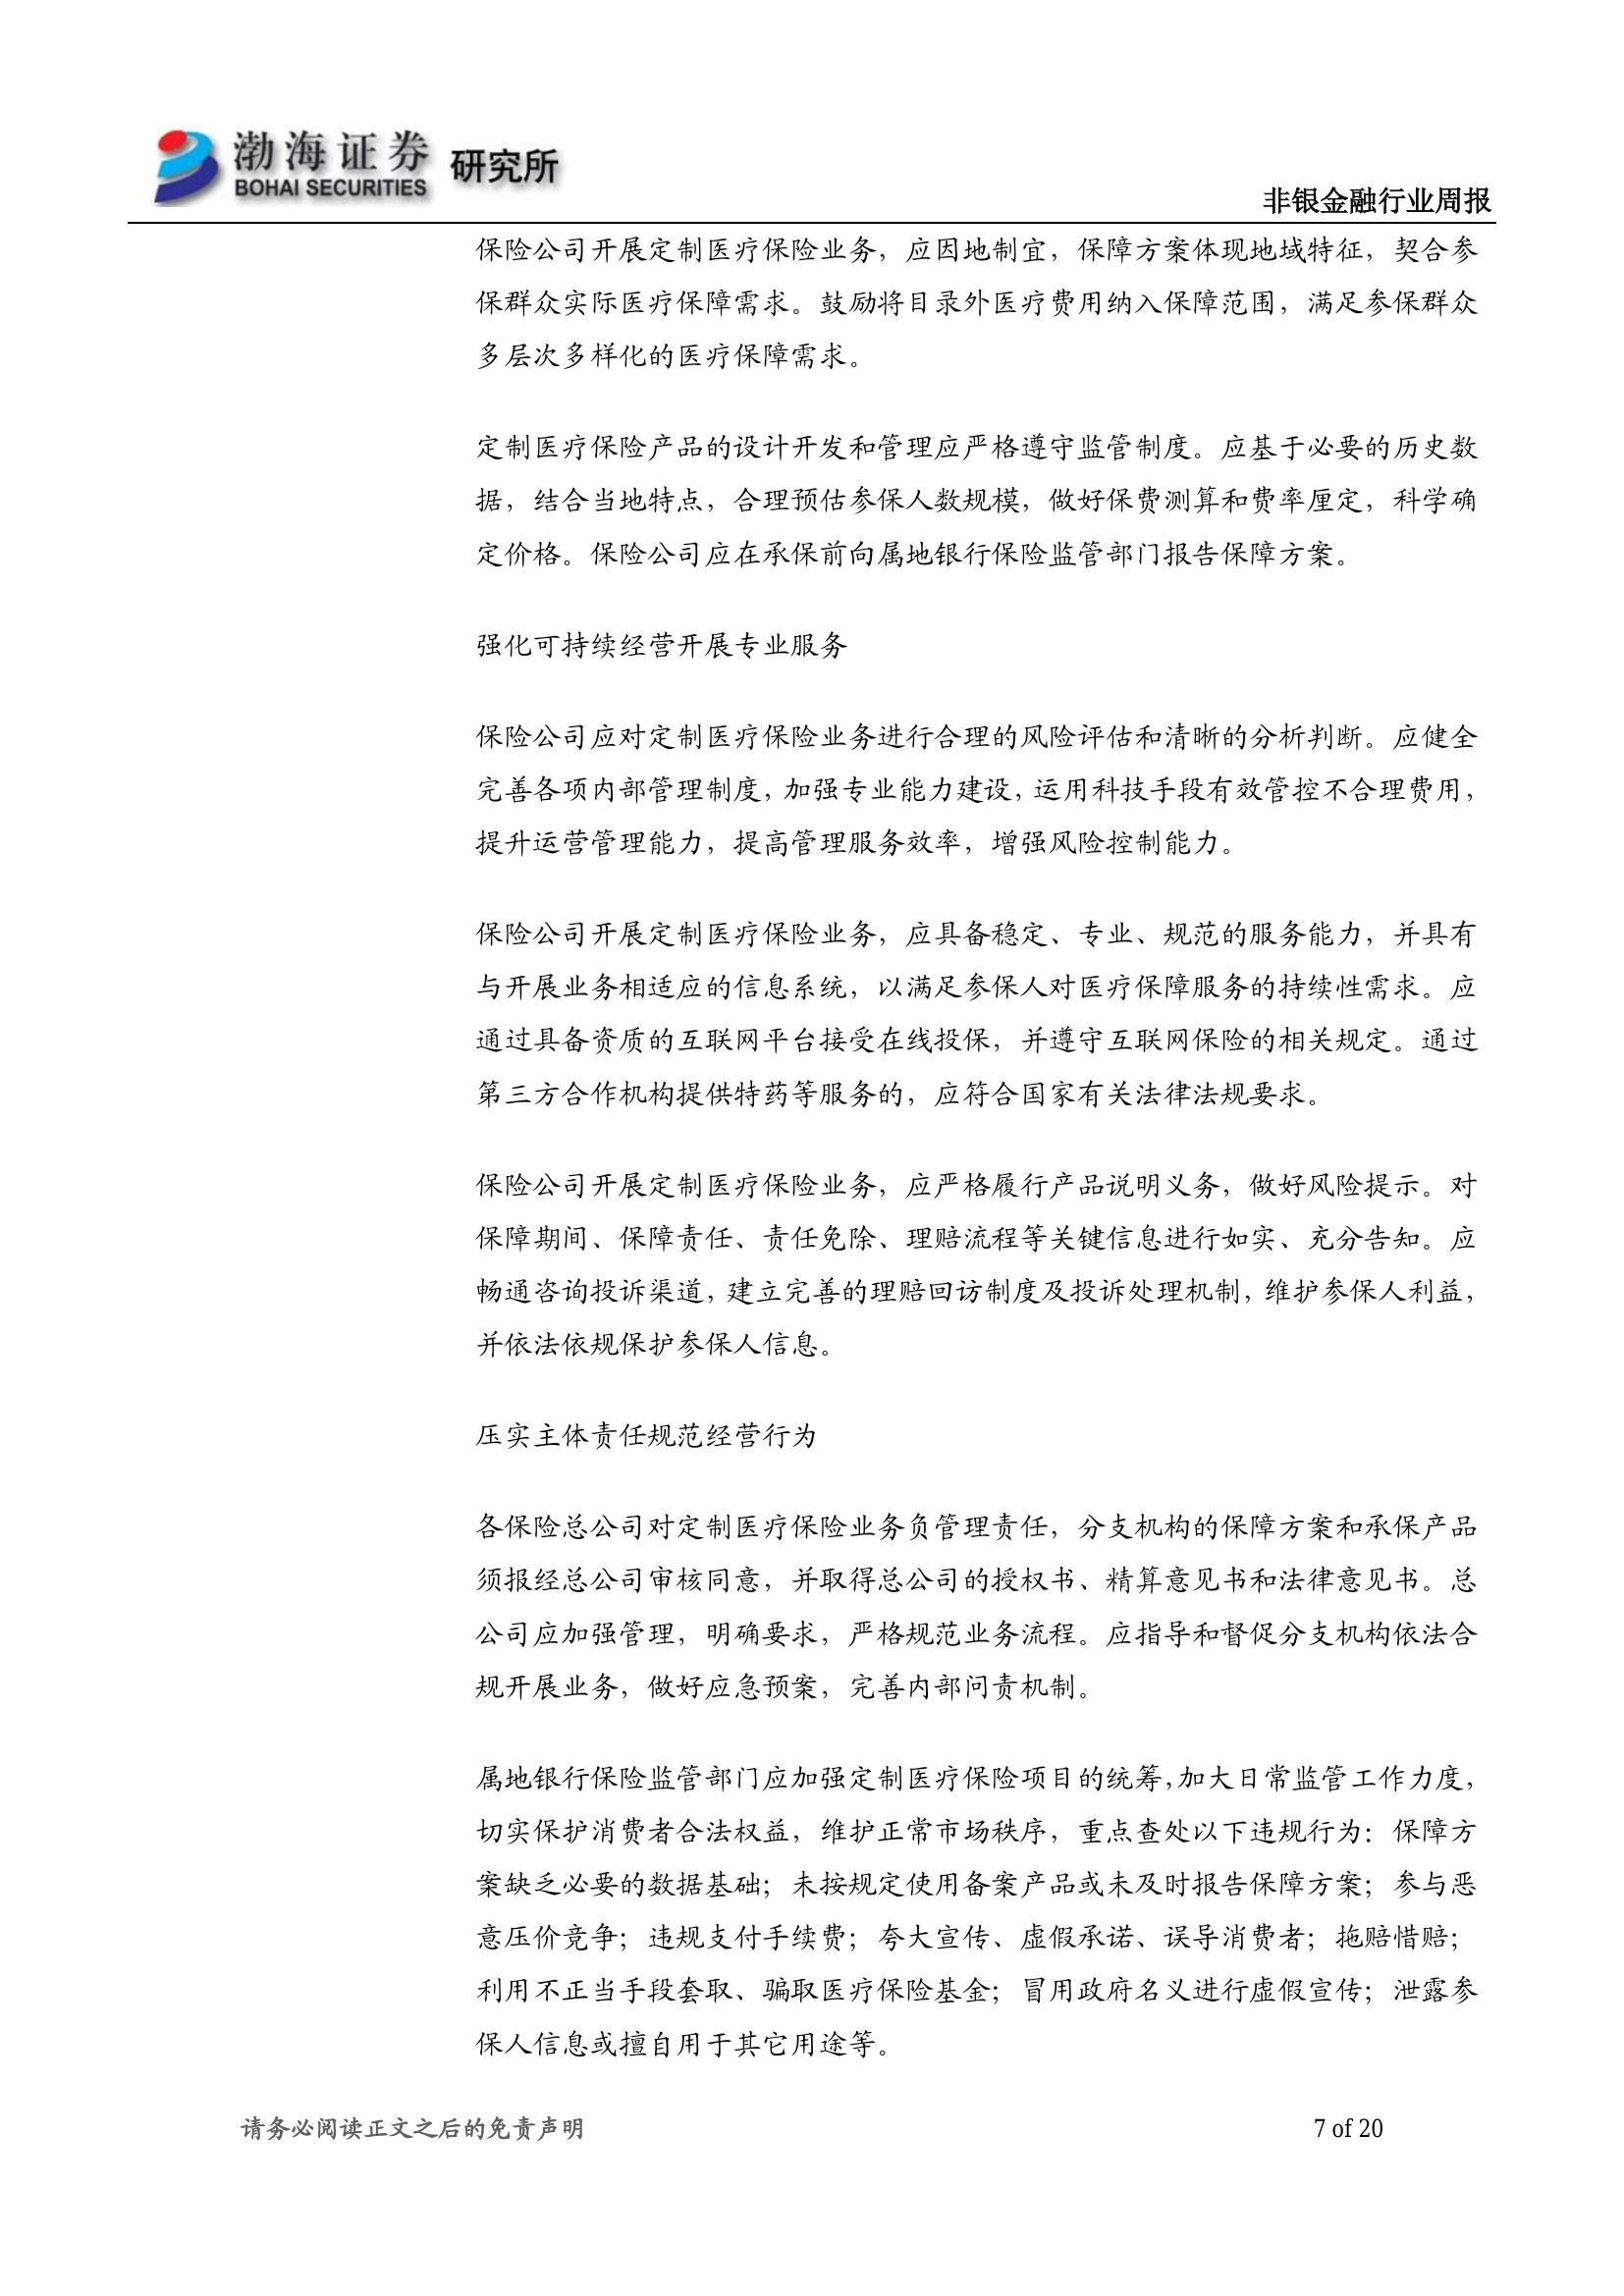 渤海证券 研究所
BOHAI SECURITIES
非银金融行业周报
保险公司开展定制医疗保险业务，应因地制宜，保障方案体现地域特征，契合参
保群众实际医疗保障需求。鼓励将目录外医疗费用纳入保障范围，满足参保群众
多层次多样化的医疗保障需求。
定制医疗保险产品的设计开发和管理应严格遵守监管制度。应基于必要的历史数
据，结合当地特点，合理预估参保人数规模，做好保费测算和费率厘定，科学确
定价格。保险公司应在承保前向属地银行保险监管部门报告保障方案。
强化可持续经营开展专业服务
保险公司应对定制医疗保险业务进行合理的风险评估和清晰的分析判断。应健全
完善各项内部管理制度，加强专业能力建设，运用科技手段有效管控不合理费用，
提升运营管理能力，提高管理服务效率，增强风险控制能力。
保险公司开展定制医疗保险业务，应具备稳定、专业、规范的服务能力，并具有
与开展业务相适应的信息系统，以满足参保人对医疗保障服务的持续性需求。应
通过具备资质的互联网平台接受在线投保，并遵守互联网保险的相关规定。通过
第三方合作机构提供特药等服务的，应符合国家有关法律法规要求。
保险公司开展定制医疗保险业务，应严格履行产品说明义务，做好风险提示。对
保障期间、保障责任、责任免除、理赔流程等关键信息进行如实、充分告知。应
畅通咨询投诉渠道，建立完善的理赔回访制度及投诉处理机制，维护参保人利益，
并依法依规保护参保人信息。
压实主体责任规范经营行为
各保险总公司对定制医疗保险业务负管理责任，分支机构的保障方案和承保产品
须报经总公司审核同意，并取得总公司的授权书、精算意见书和法律意见书。总
公司应加强管理，明确要求，严格规范业务流程。应指导和督促分支机构依法合
规开展业务，做好应急预案，完善内部问责机制。
属地银行保险监管部门应加强定制医疗保险项目的统筹，加大日常监管工作力度，
切实保护消费者合法权益，维护正常市场秩序，重点查处以下违规行为：保障方
案缺乏必要的数据基础；未按规定使用备案产品或未及时报告保障方案；参与恶
意压价竞争；违规支付手续费；夸大宣传、虚假承诺、误导消费者；拖赔惜赔；
利用不正当手段套取、骗取医疗保险基金；冒用政府名义进行虚假宣传；泄露参
保人信息或擅自用于其它用途等。
请务必阅读正文之后的免责声明
7 of 20